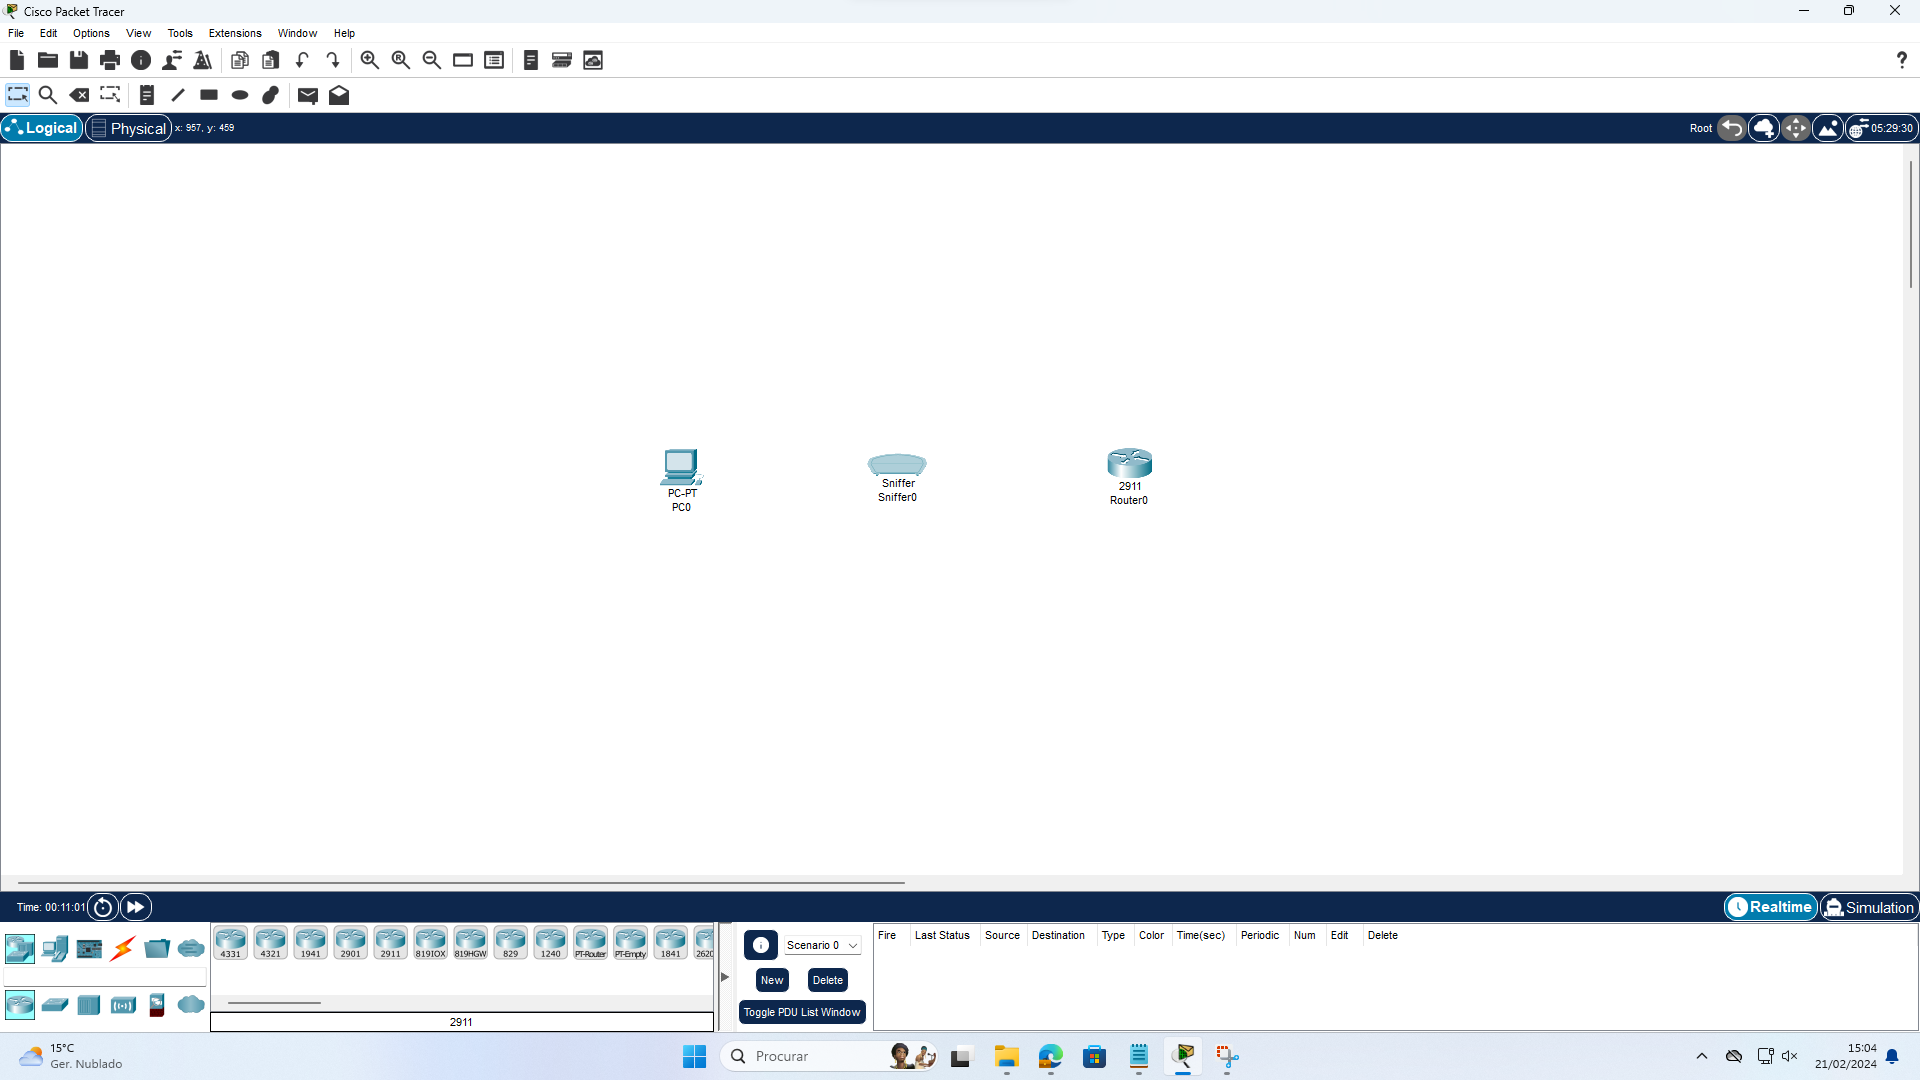 Cisco Packet Tracer
File Edit Options View Tools Extensions Window Help
Logical Physical x: 957, y: 459 Root 05:29:30
PC-PT
PC0
Sniffer
Sniffer0
2911
Router0
Time: 00:11:01 Realtime Simulation
4331 4321 1941 2901 2911 819IOX 819HGW 829 1240 PT-Router PT-Empty 1841 2620
2911
Scenario 0
New Delete
Toggle PDU List Window
Fire Last Status Source Destination Type Color Time(sec) Periodic Num Edit Delete
15°C
Ger. Nublado
Procurar
15:04
21/02/2024